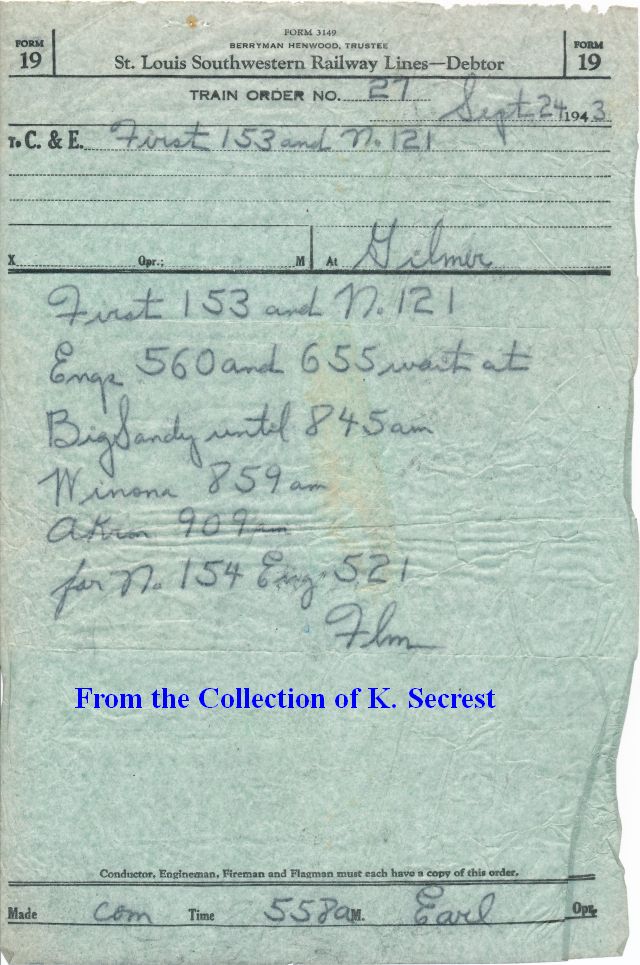 FORM 3149
FORM 19
BERRYMAN HENWOOD, TRUSTEE
St. Louis Southwestern Railway Lines—Debtor
FORM 19
TRAIN ORDER NO. 27
Sept 24 1943
To C. & E. First 153 and No. 121
X Opr.; M At Gilmer
First 153 and No. 121
Engs 560 and 655 wait at
Big Sandy until 845am
Winona 859am
Akron 909am
for No. 154 Eng 521
Flm
From the Collection of K. Secrest
Conductor, Engineman, Fireman and Flagman must each have a copy of this order.
Made com Time 558a M. Earl Opr.